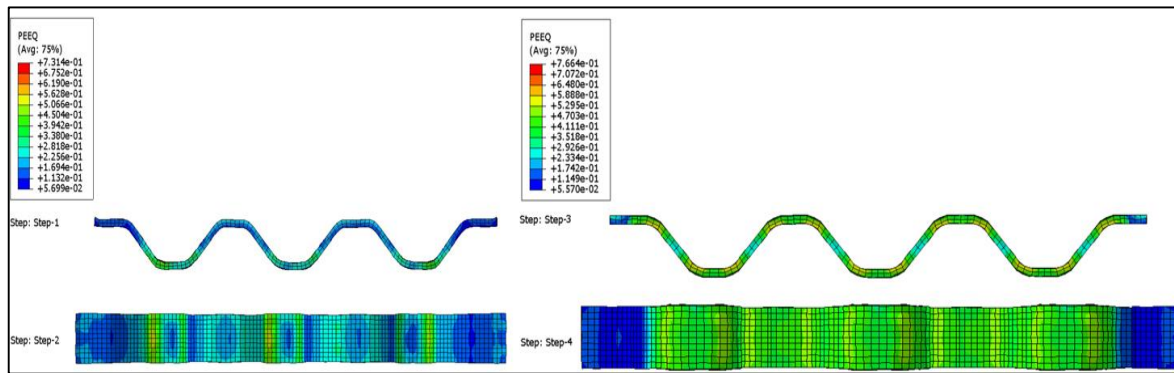 PEEQ
(Avg: 75%)
+7.314e-01
+6.752e-01
+6.190e-01
+5.628e-01
+5.066e-01
+4.504e-01
+3.942e-01
+3.380e-01
+2.818e-01
+2.256e-01
+1.694e-01
+1.132e-01
+5.699e-02
Step: Step-1
Step: Step-2
PEEQ
(Avg: 75%)
+7.664e-01
+7.072e-01
+6.480e-01
+5.888e-01
+5.295e-01
+4.703e-01
+4.111e-01
+3.518e-01
+2.926e-01
+2.334e-01
+1.742e-01
+1.149e-01
+5.570e-02
Step: Step-3
Step: Step-4